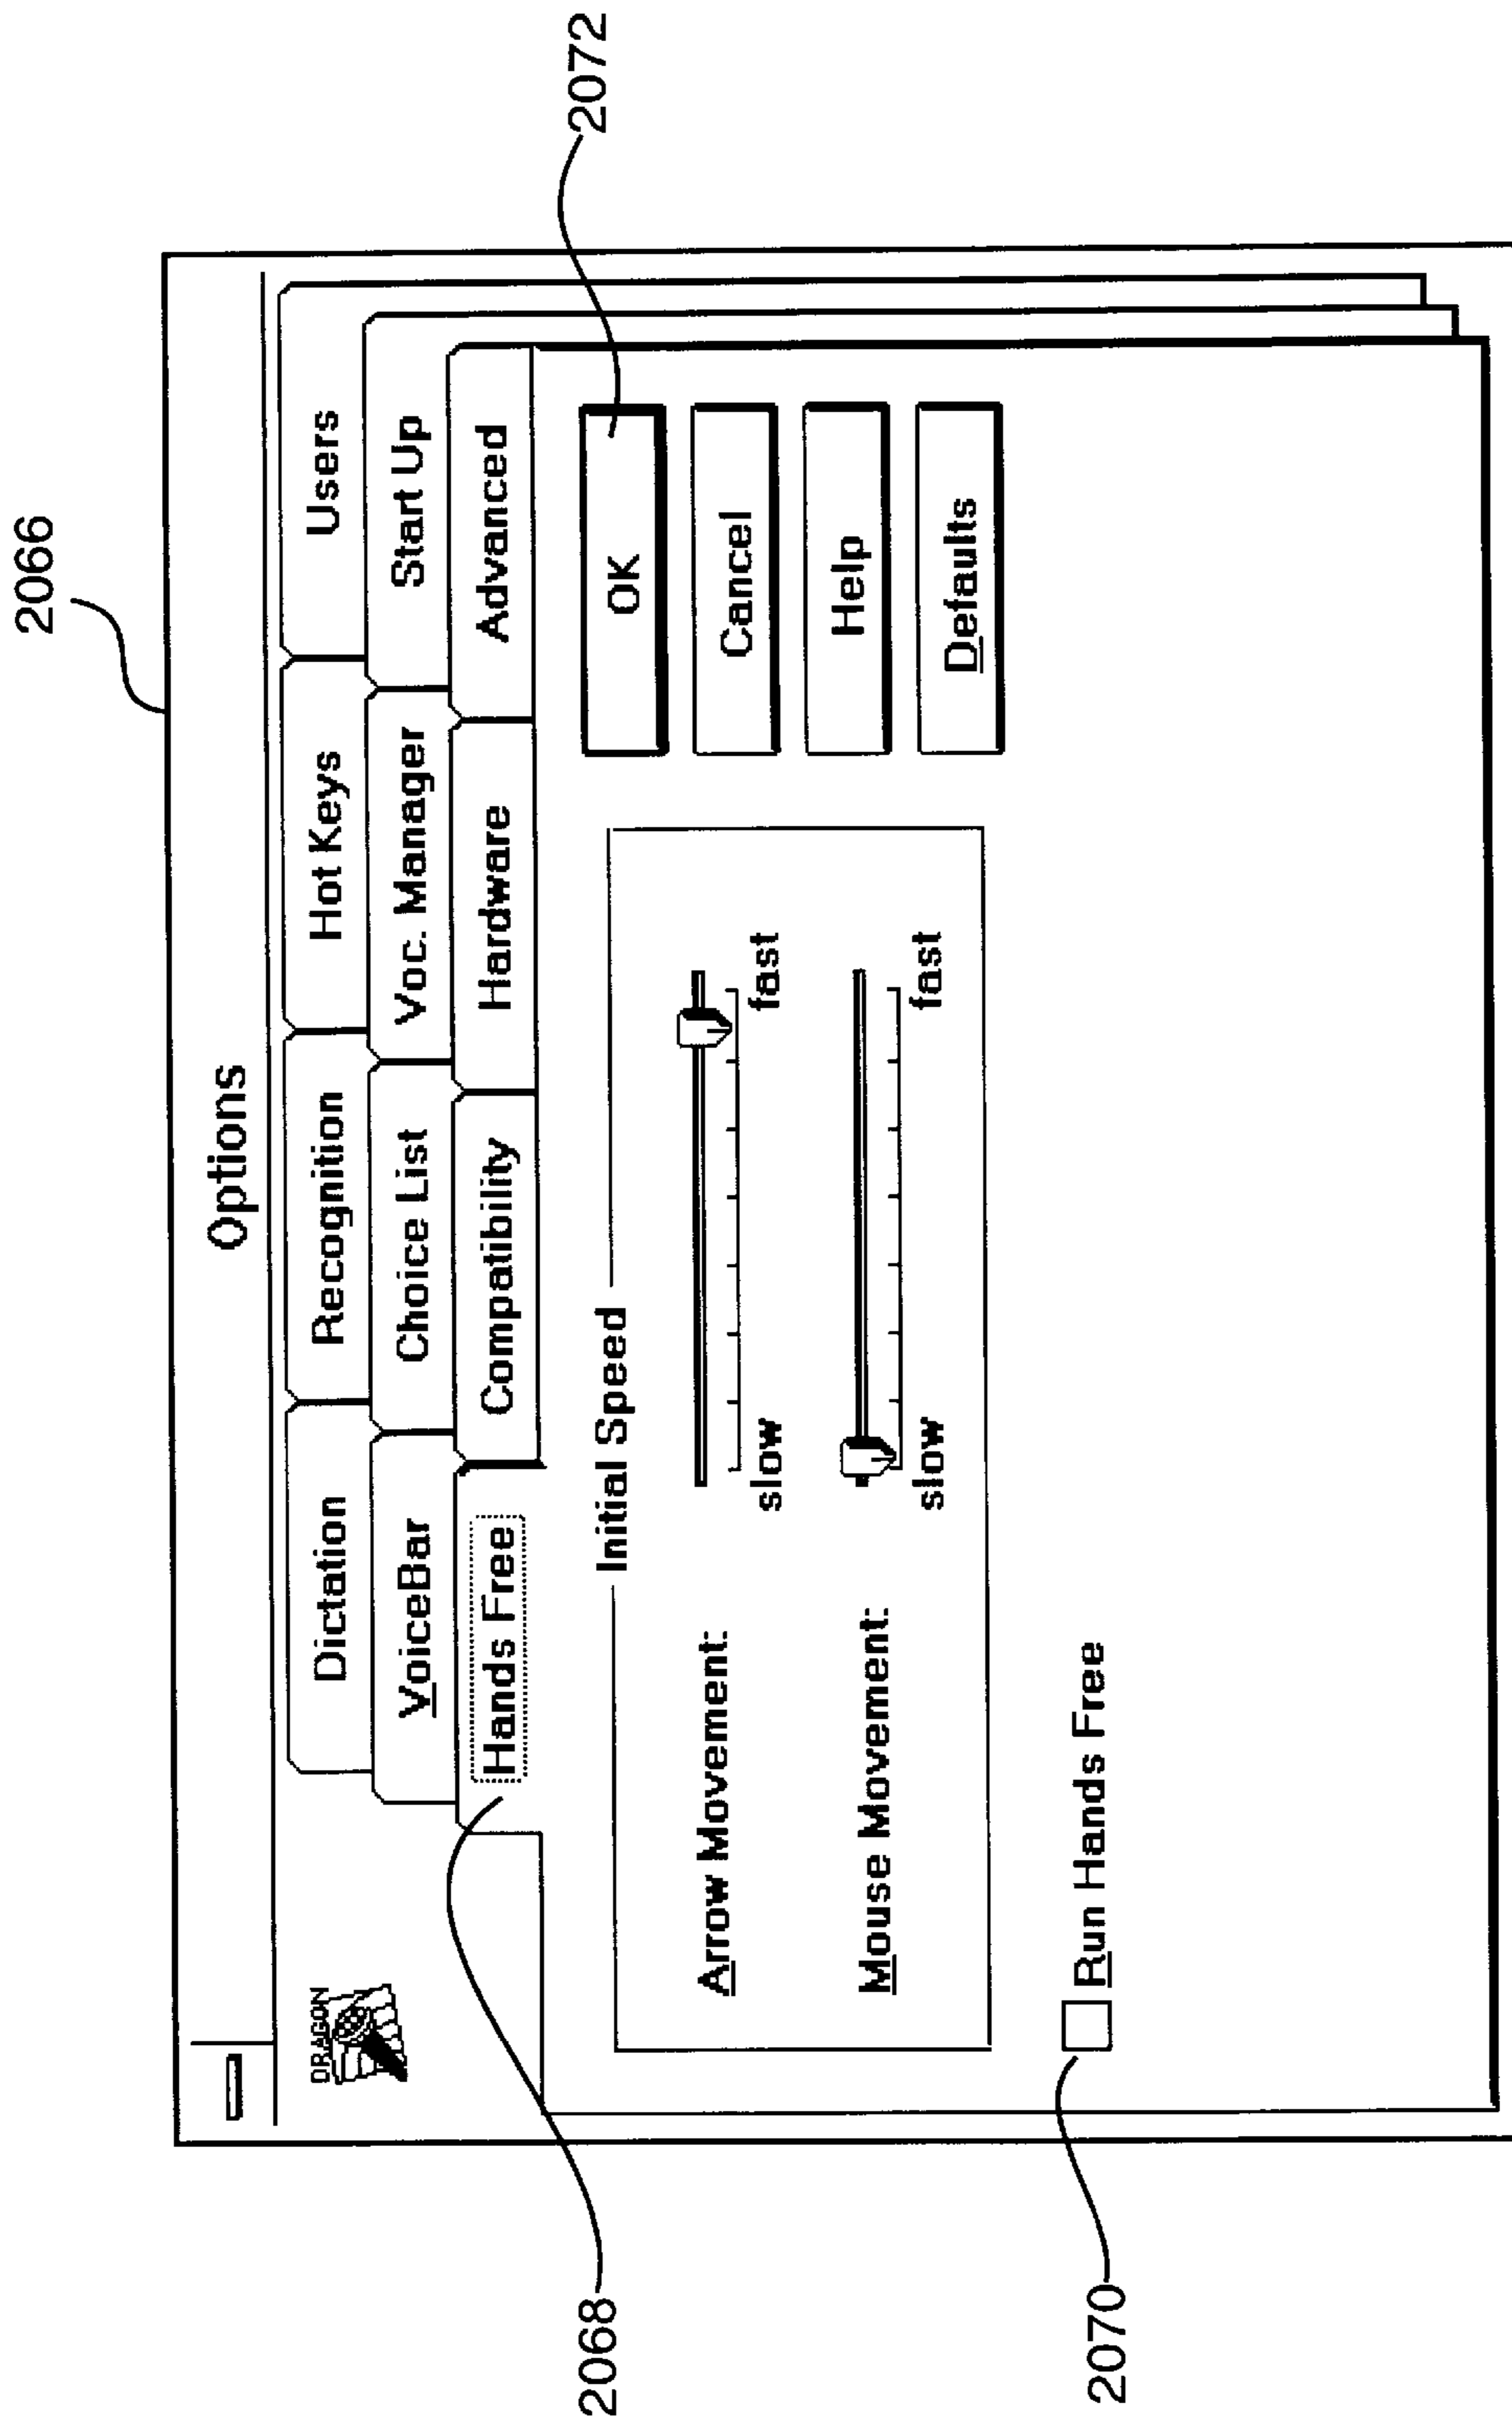 2066
Options
DRAGON
Dictation Recognition Hot Keys Users
VoiceBar Choice List Voc. Manager Start Up
Hands Free Compatibility Hardware Advanced
2068
2072
Initial Speed
OK
Arrow Movement:
slow fast
Cancel
Mouse Movement:
slow fast
Help
Defaults
Run Hands Free
2070